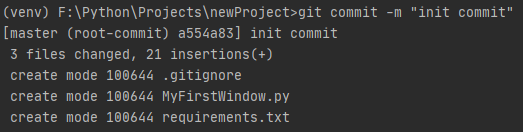 (venv) F:\Python\Projects\newProject>git commit -m "init commit"
[master (root-commit) a554a83] init commit
 3 files changed, 21 insertions(+)
 create mode 100644 .gitignore
 create mode 100644 MyFirstWindow.py
 create mode 100644 requirements.txt